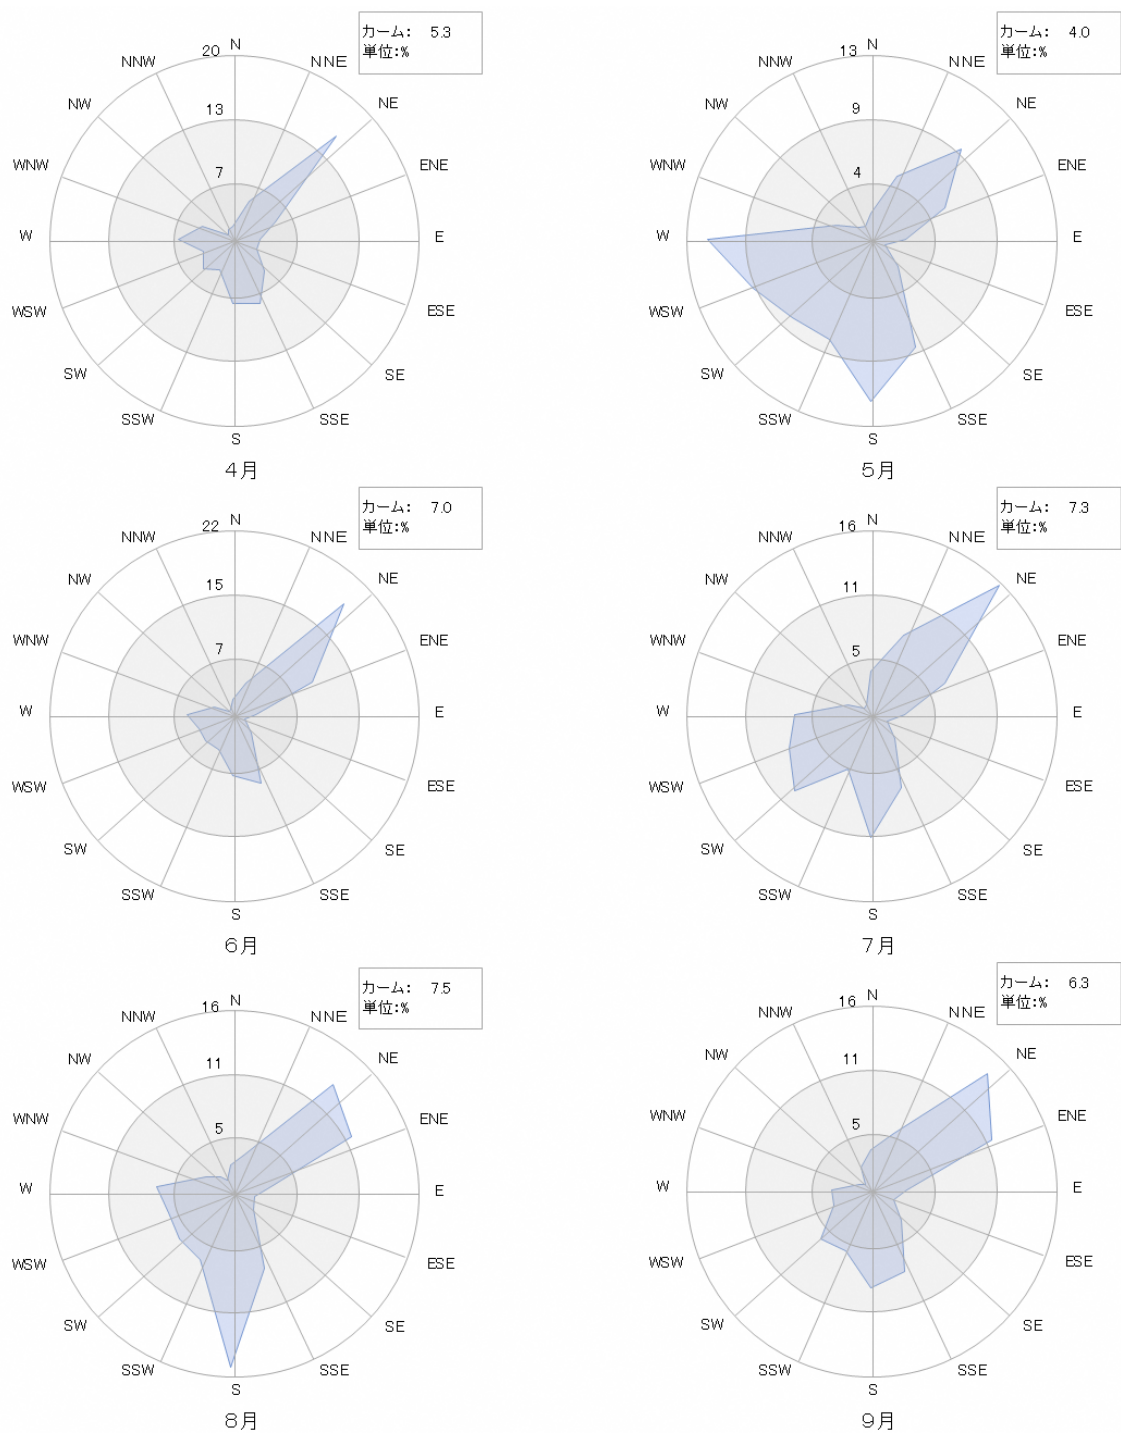 カーム: 5.3
単位:%
N
NNE
NE
ENE
E
ESE
SE
SSE
S
SSW
SW
WSW
W
WNW
NW
NNW
20
13
7
4月
カーム: 4.0
単位:%
N
NNE
NE
ENE
E
ESE
SE
SSE
S
SSW
SW
WSW
W
WNW
NW
NNW
13
9
4
5月
カーム: 7.0
単位:%
N
NNE
NE
ENE
E
ESE
SE
SSE
S
SSW
SW
WSW
W
WNW
NW
NNW
22
15
7
6月
カーム: 7.3
単位:%
N
NNE
NE
ENE
E
ESE
SE
SSE
S
SSW
SW
WSW
W
WNW
NW
NNW
16
11
5
7月
カーム: 7.5
単位:%
N
NNE
NE
ENE
E
ESE
SE
SSE
S
SSW
SW
WSW
W
WNW
NW
NNW
16
11
5
8月
カーム: 6.3
単位:%
N
NNE
NE
ENE
E
ESE
SE
SSE
S
SSW
SW
WSW
W
WNW
NW
NNW
16
11
5
9月